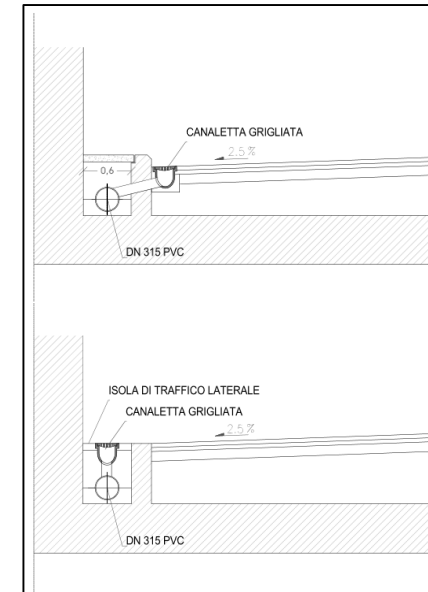 CANALETTA GRIGLIATA
2.5 %
0,6
DN 315 PVC
ISOLA DI TRAFFICO LATERALE
CANALETTA GRIGLIATA
2.5 %
DN 315 PVC